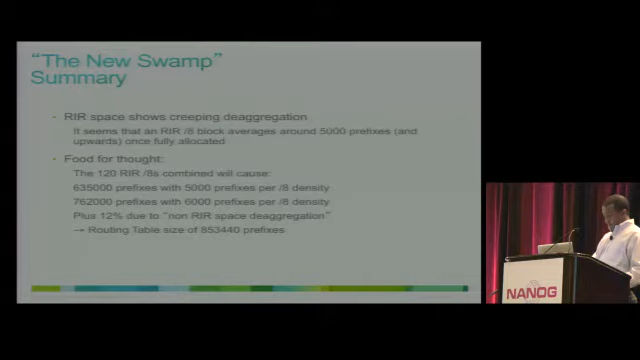 “The New Swamp”
Summary
- RIR space shows creeping deaggregation
It seems that an RIR /8 block averages around 5000 prefixes (and
upwards) once fully allocated
- Food for thought:
The 120 RIR /8s combined will cause:
635000 prefixes with 5000 prefixes per /8 density
762000 prefixes with 6000 prefixes per /8 density
Plus 12% due to “non RIR space deaggregation”
→ Routing Table size of 853440 prefixes
NANOG